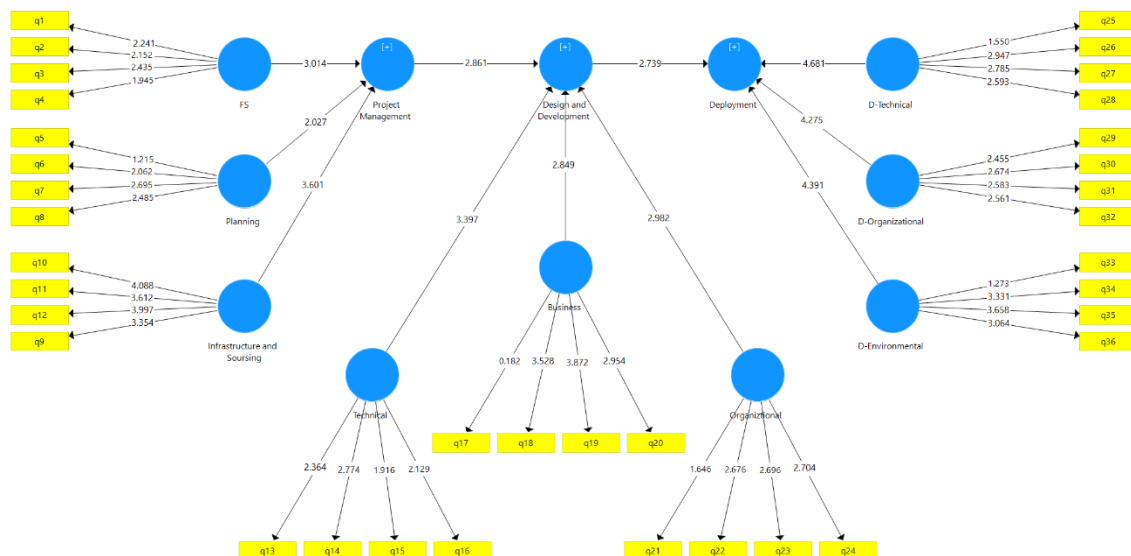 q1
q2
q3
q4
2.241
2.152
2.435
1.945
FS
3.014
[+]
Project
Management
2.861
[+]
Design and
Development
2.739
[+]
Deployment
4.681
D-Technical
1.550
2.947
2.785
2.593
q25
q26
q27
q28
q5
q6
q7
q8
1.215
2.062
2.695
2.485
Planning
2.027
3.601
2.849
4.275
4.391
D-Organizational
2.455
2.674
2.583
2.561
q29
q30
q31
q32
q10
q11
q12
q9
4.088
3.612
3.997
3.354
Infrastructure and
Soursing
3.397
2.982
Business
D-Environmental
1.273
3.331
3.658
3.064
q33
q34
q35
q36
0.182
3.528
3.872
2.954
q17
q18
q19
q20
Technical
2.364
2.774
1.916
2.129
q13
q14
q15
q16
Organiztional
1.646
2.676
2.696
2.704
q21
q22
q23
q24